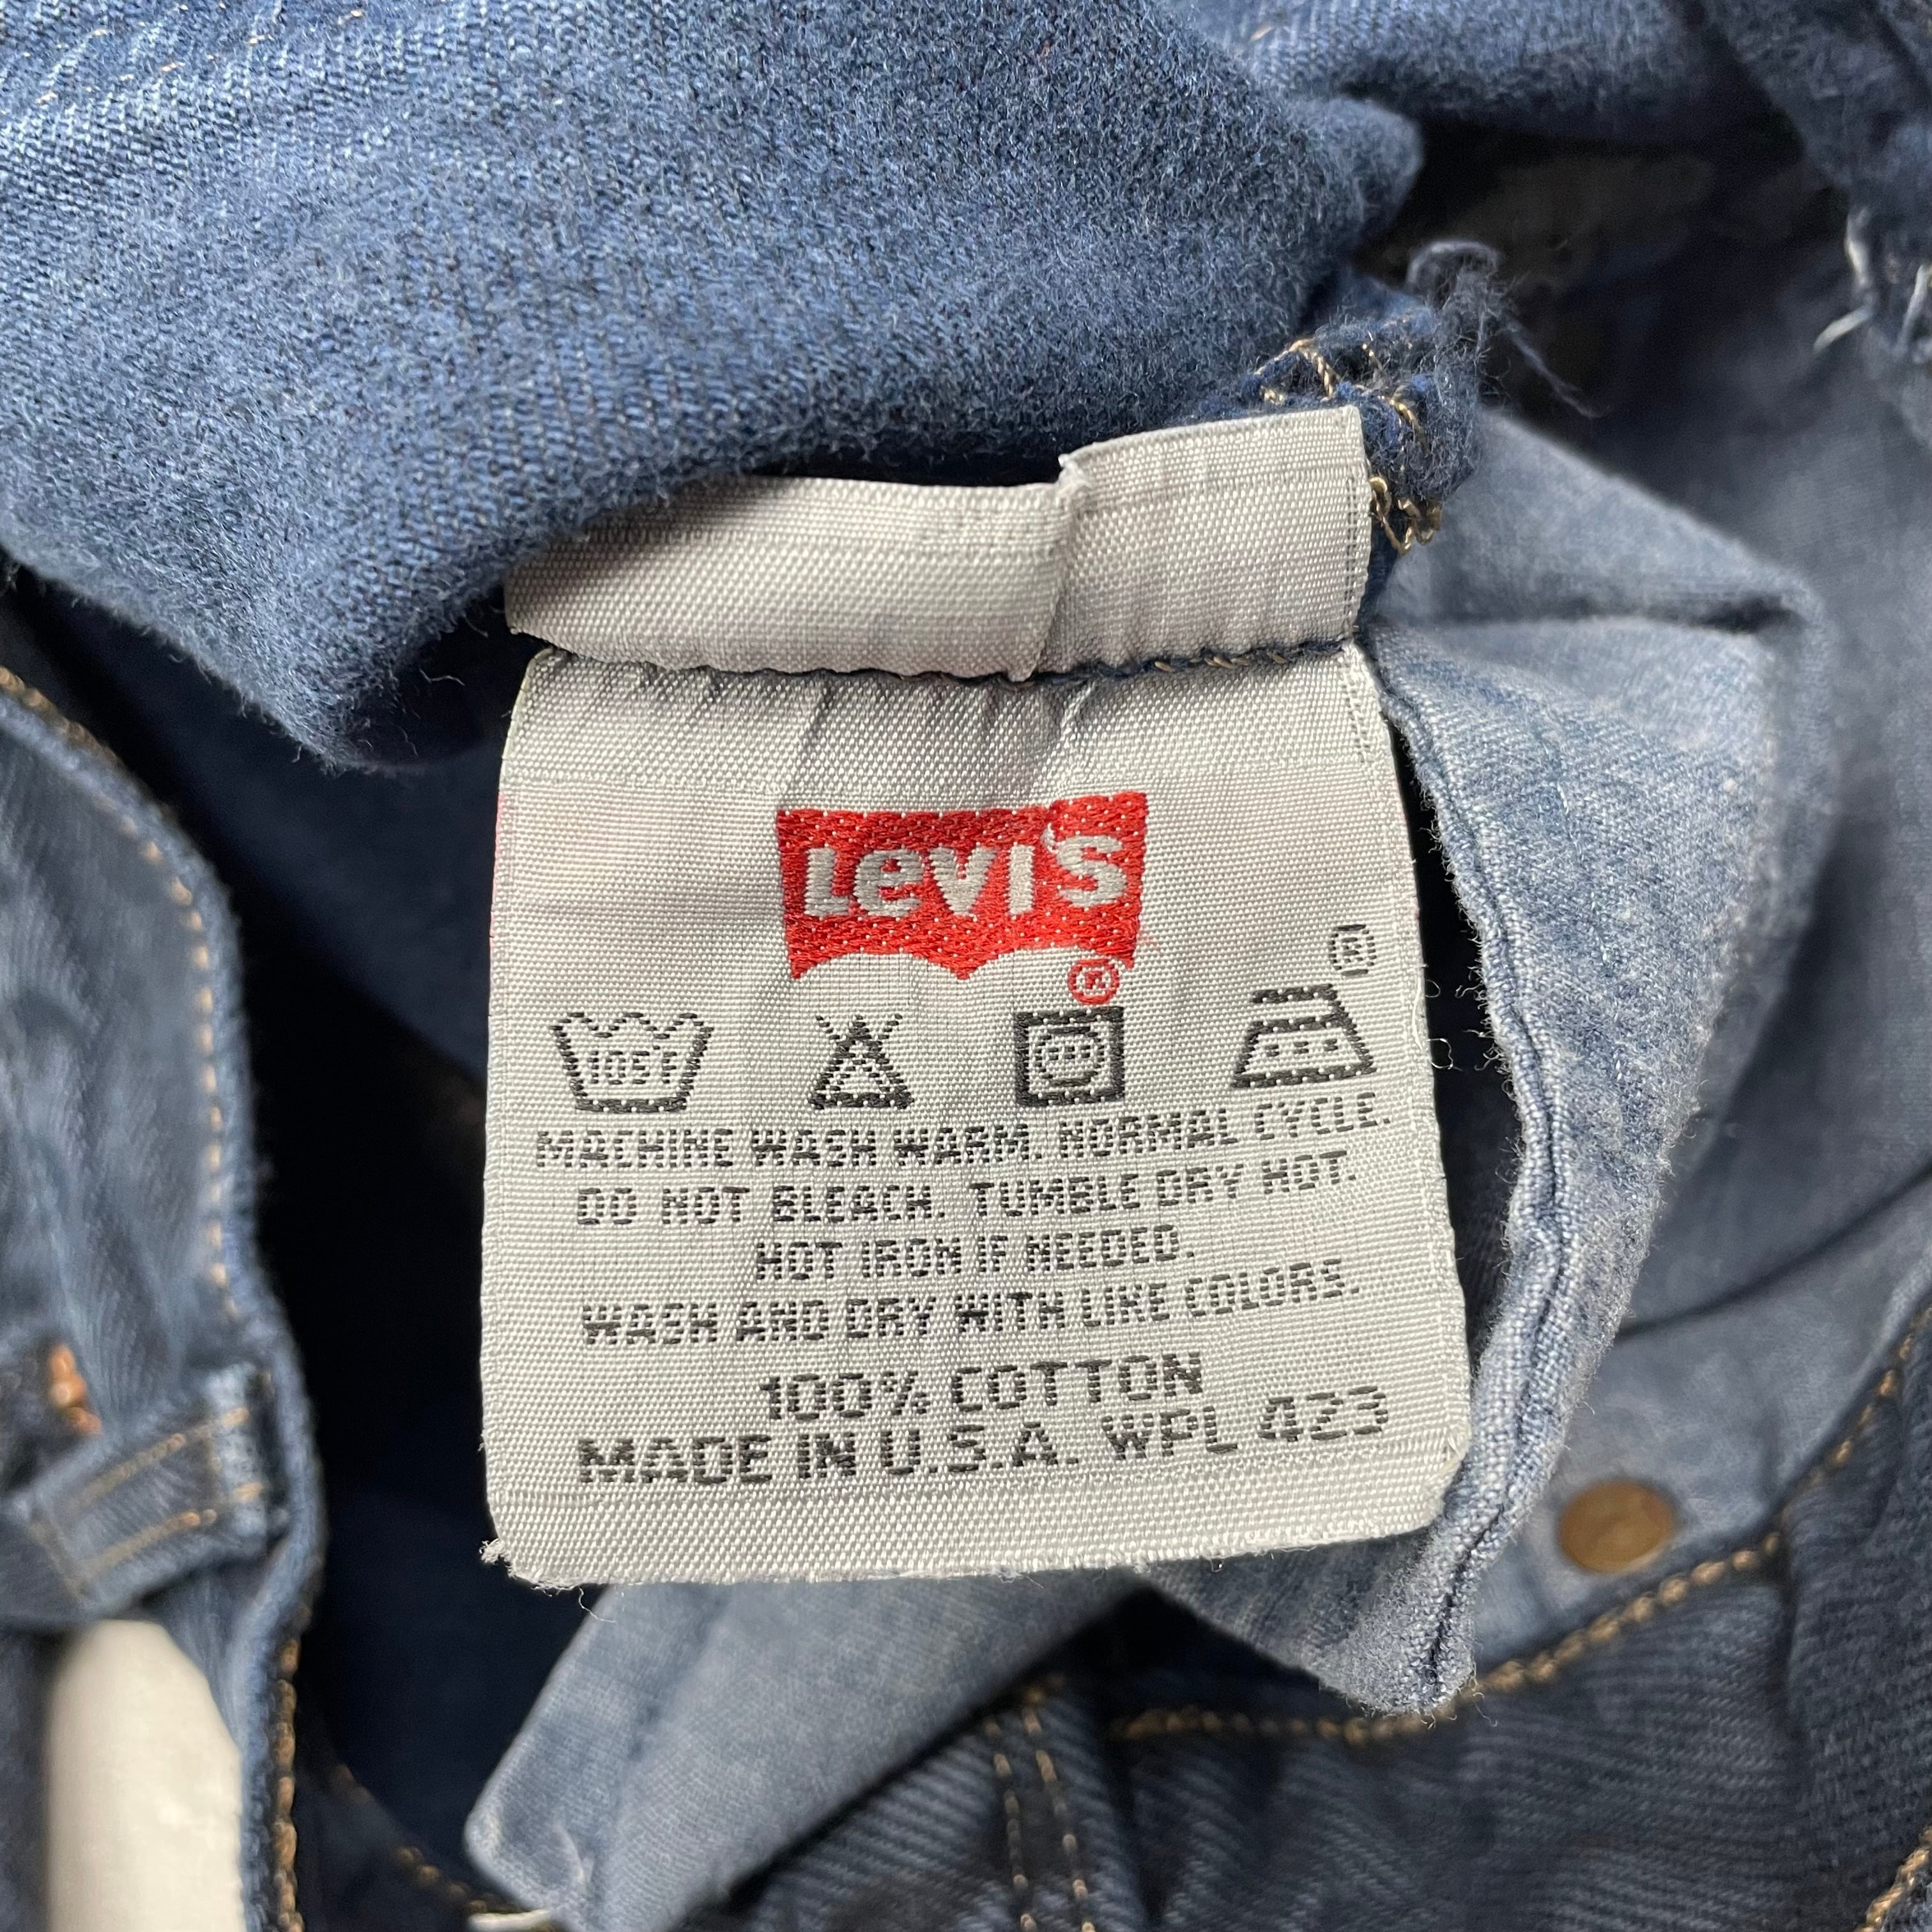 LEVI'S
®
®
105F
MACHINE WASH WARM. NORMAL CYCLE.
DO NOT BLEACH. TUMBLE DRY HOT.
HOT IRON IF NEEDED.
WASH AND DRY WITH LIKE COLORS.
100% COTTON
MADE IN U.S.A. WPL 423